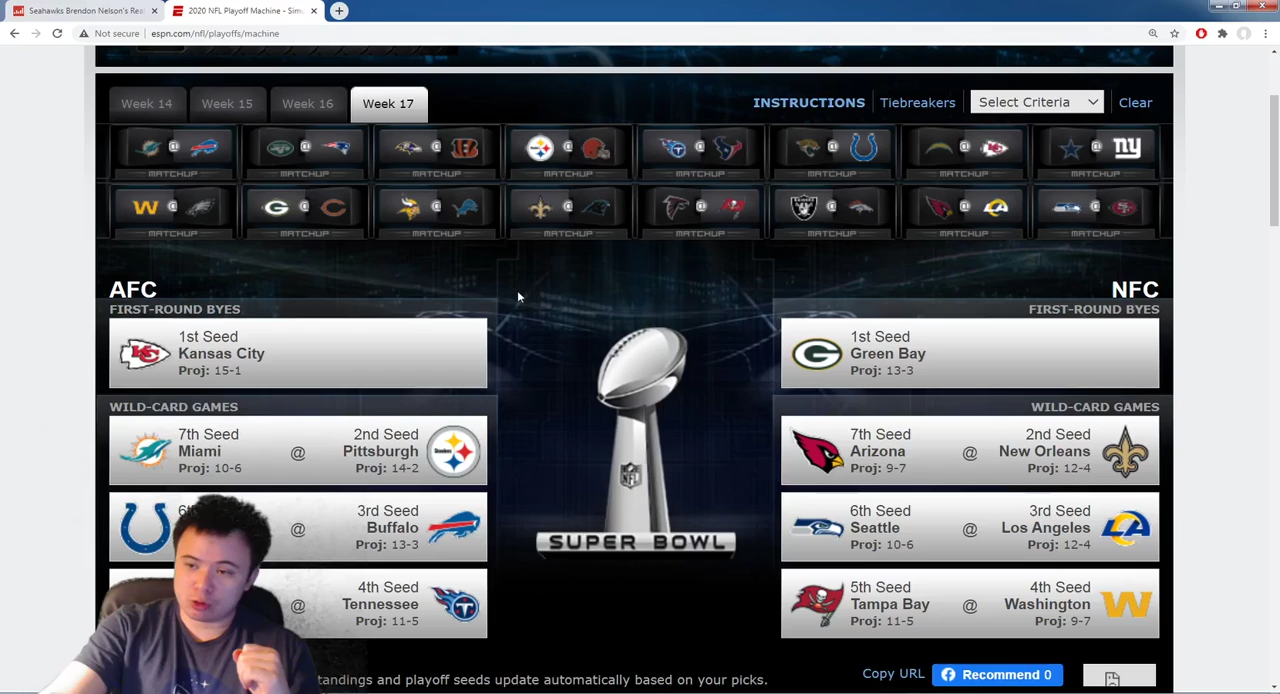 Seahawks Brendon Nelson's Rea
2020 NFL Playoff Machine - Simu
Not secure
espn.com/nfl/playoffs/machine
Week 14
Week 15
Week 16
Week 17
INSTRUCTIONS
Tiebreakers
Select Criteria
Clear
@ @ @ @ @ @ @ @ ny
MATCHUP MATCHUP MATCHUP MATCHUP MATCHUP MATCHUP MATCHUP MATCHUP
W @ G @ @ @ @ @ @ @
MATCHUP MATCHUP MATCHUP MATCHUP MATCHUP MATCHUP MATCHUP MATCHUP
AFC
FIRST-ROUND BYES
1st Seed
Kansas City
Proj: 15-1
WILD-CARD GAMES
7th Seed
Miami
Proj: 10-6
@
2nd Seed
Pittsburgh
Proj: 14-2
@
3rd Seed
Buffalo
Proj: 13-3
@
4th Seed
Tennessee
Proj: 11-5
SUPER BOWL
NFC
FIRST-ROUND BYES
1st Seed
Green Bay
Proj: 13-3
WILD-CARD GAMES
7th Seed
Arizona
Proj: 9-7
@
2nd Seed
New Orleans
Proj: 12-4
6th Seed
Seattle
Proj: 10-6
@
3rd Seed
Los Angeles
Proj: 12-4
5th Seed
Tampa Bay
Proj: 11-5
@
4th Seed
Washington
Proj: 9-7
tandings and playoff seeds update automatically based on your picks.
Copy URL
Recommend 0